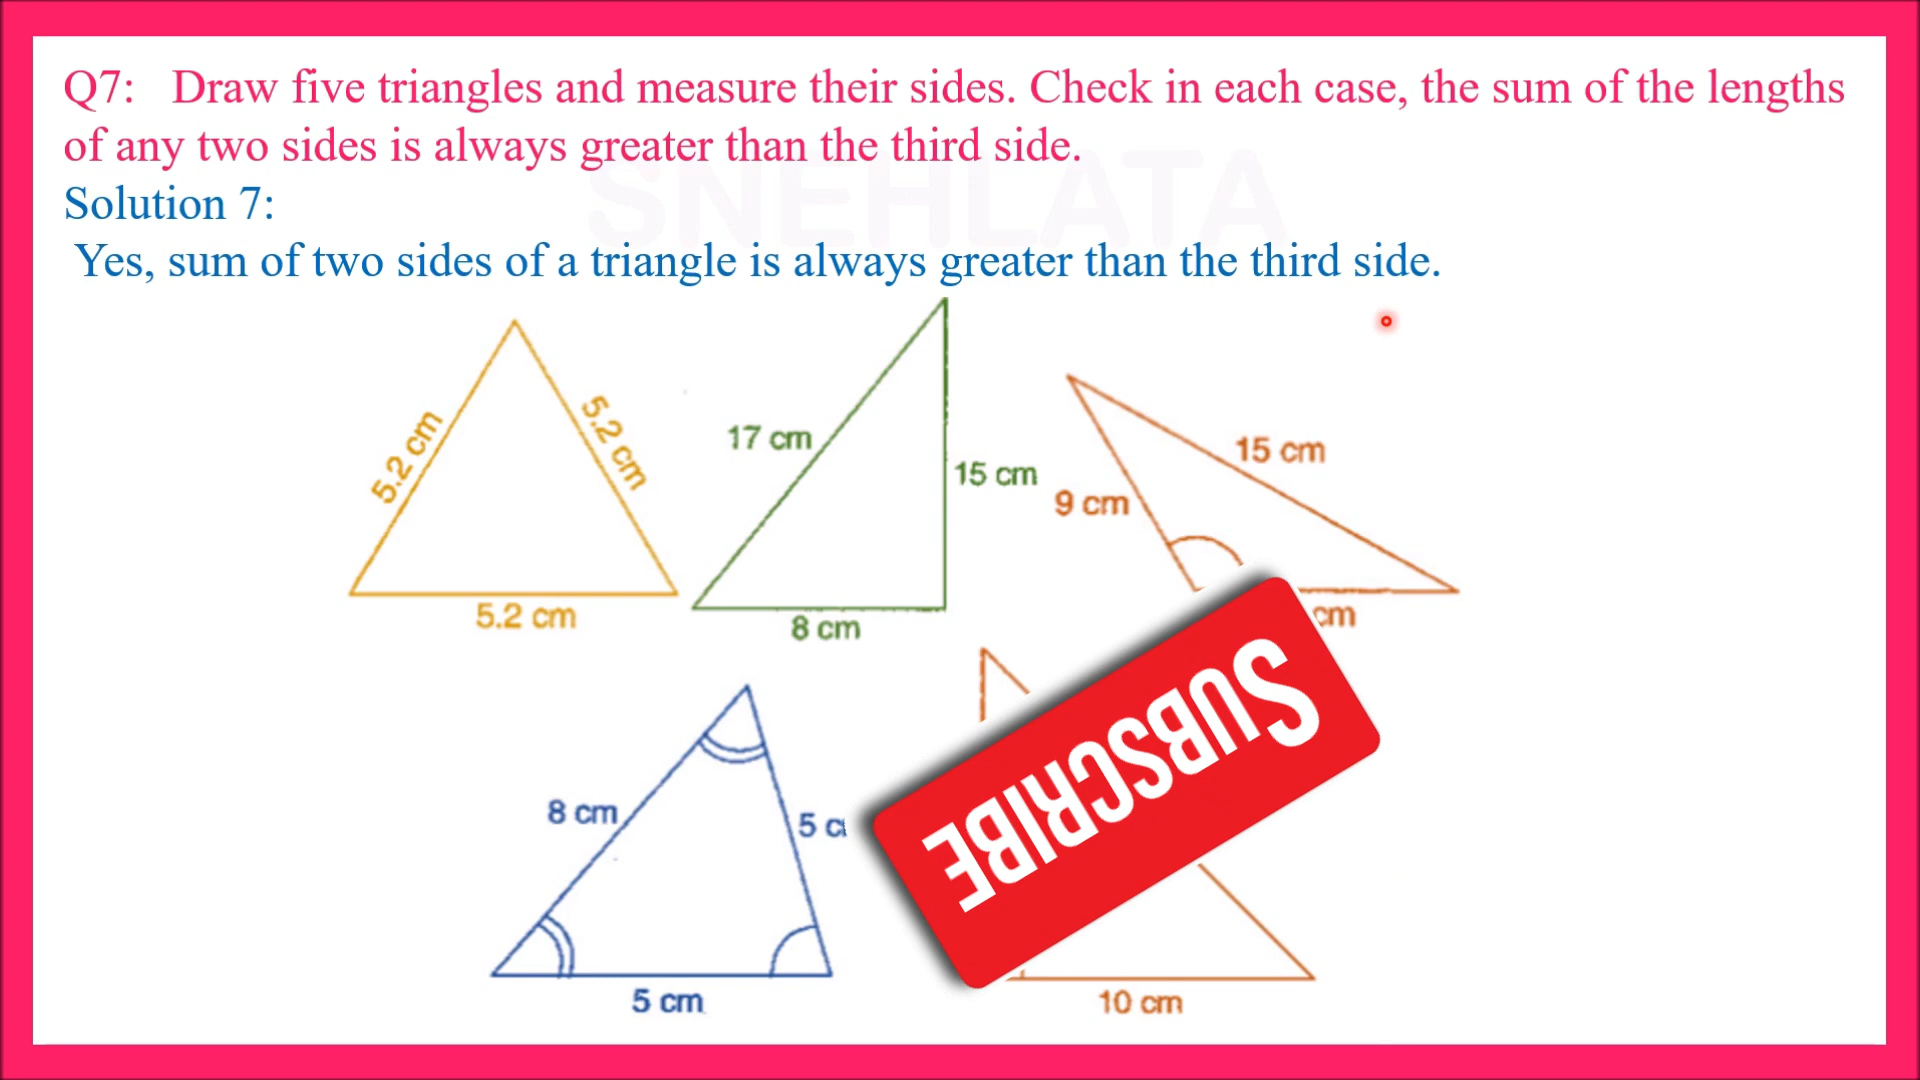 Q7: Draw five triangles and measure their sides. Check in each case, the sum of the lengths
of any two sides is always greater than the third side.
SNEHLATA
Solution 7:
Yes, sum of two sides of a triangle is always greater than the third side.
5.2 cm
5.2 cm
5.2 cm
17 cm
15 cm
8 cm
15 cm
9 cm
cm
SUBSCRIBE
8 cm
5 c
5 cm
10 cm